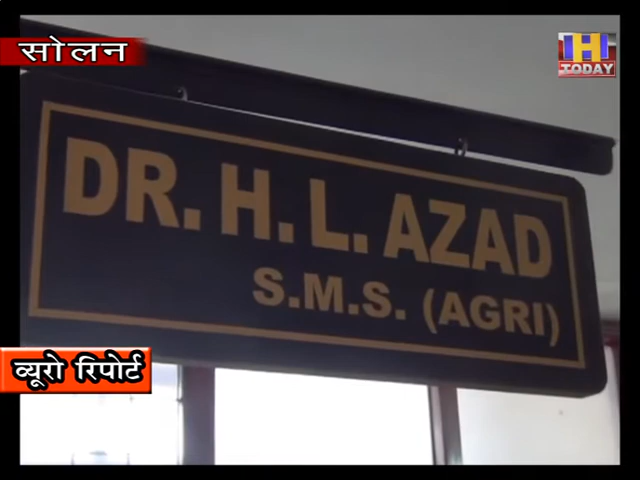 सोलन
H
TODAY
DR. H. L. AZAD
S.M.S. (AGRI)
व्यूरो रिपोर्ट